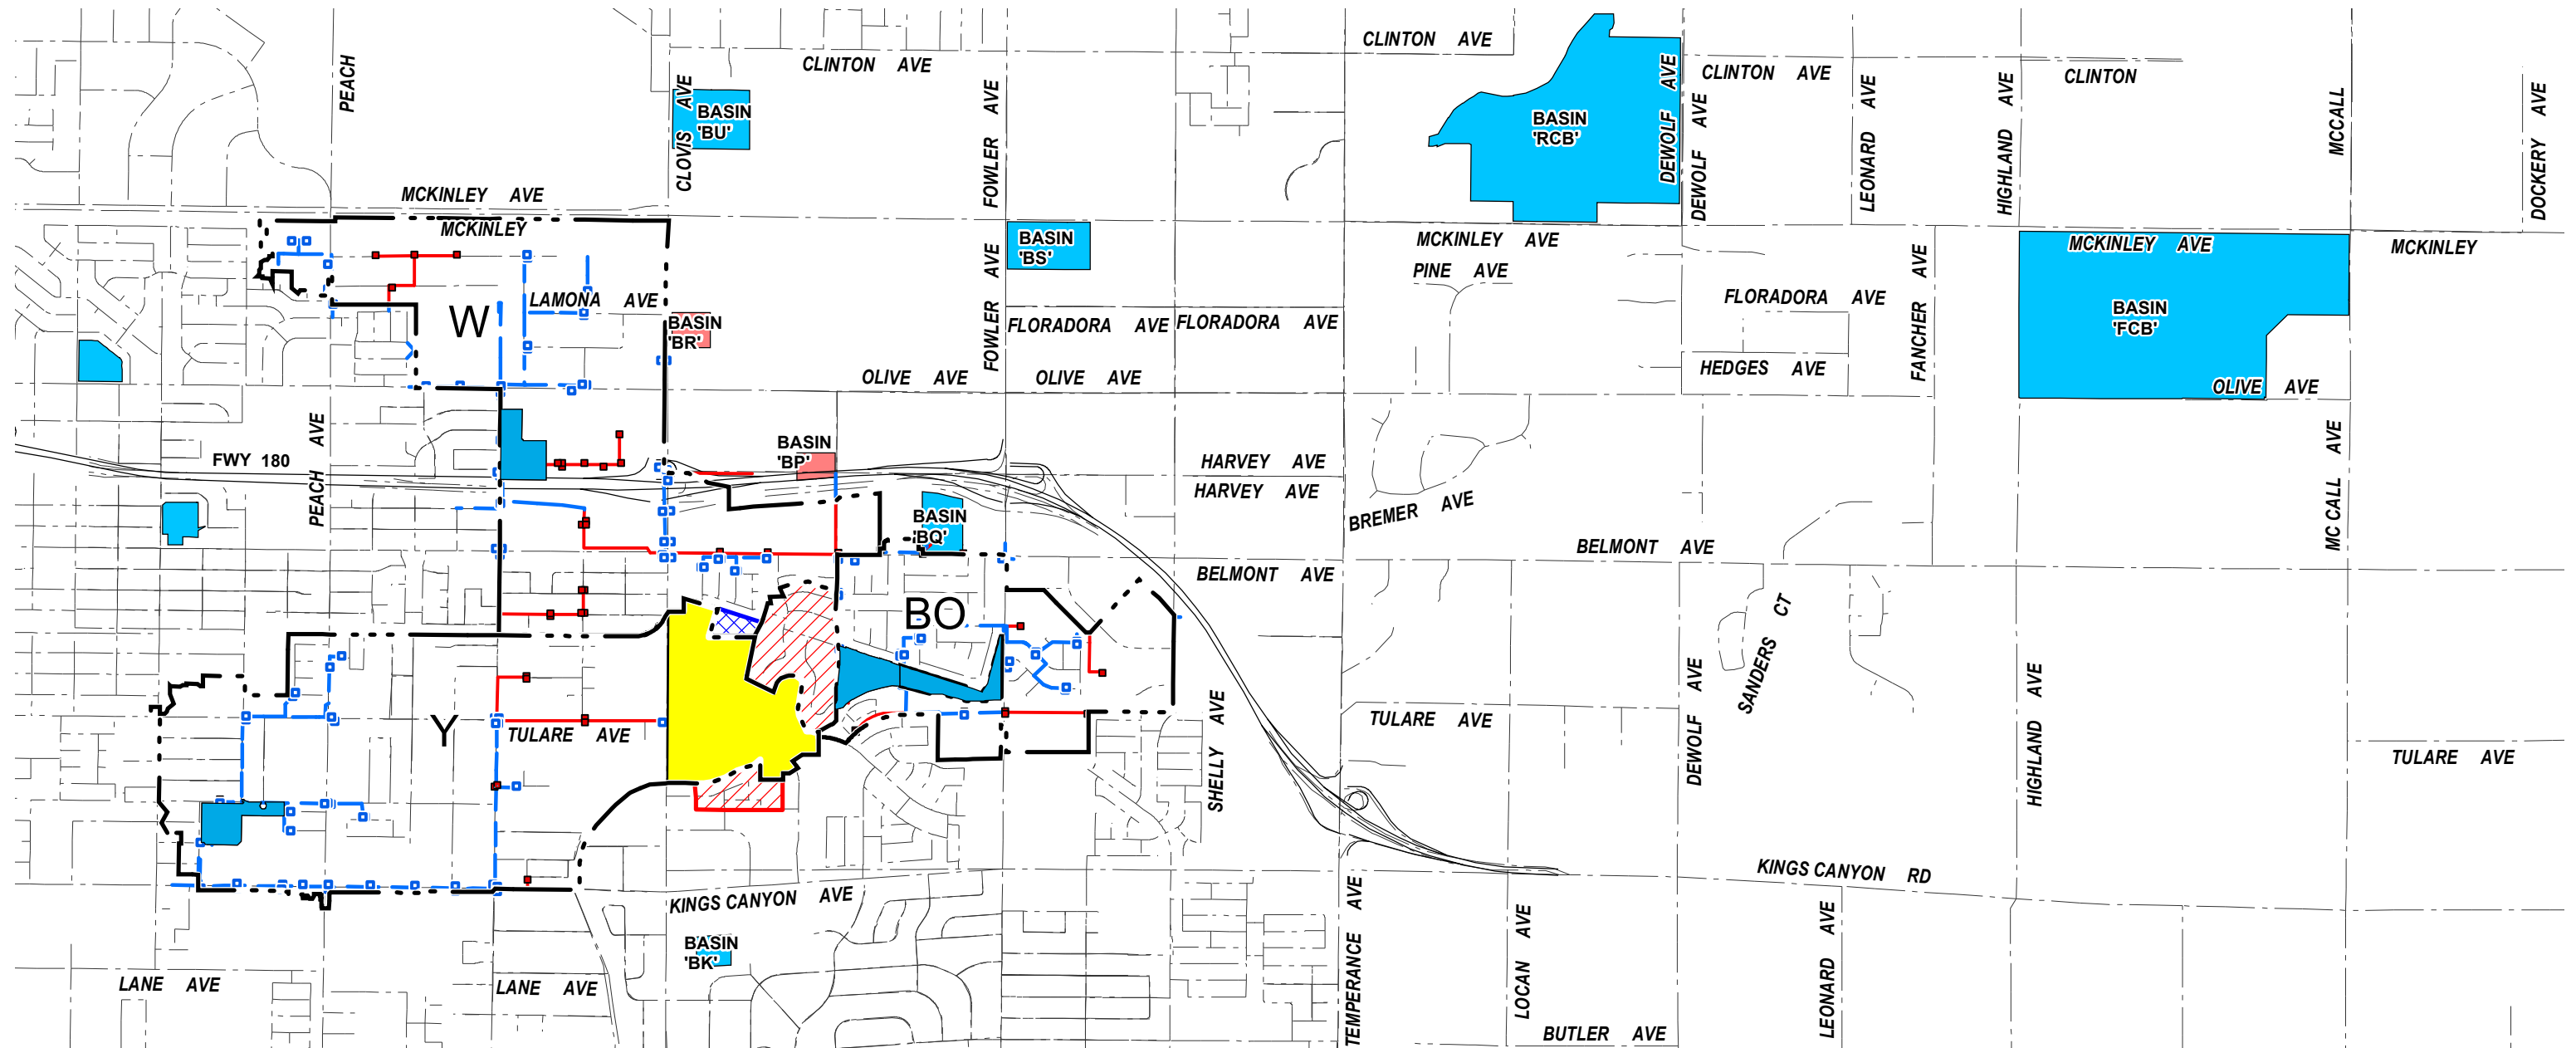 CLINTON AVE
CLINTON AVE
CLINTON AVE
CLINTON
PEACH
CLOVIS AVE
BASIN
'BU'
FOWLER AVE
BASIN
'RCB'
DEWOLF AVE
DEWOLF AVE
LEONARD AVE
HIGHLAND AVE
MCCALL
DOCKERY AVE
MCKINLEY AVE
MCKINLEY
BASIN
'BS'
MCKINLEY AVE
MCKINLEY AVE
MCKINLEY
PINE AVE
FOWLER AVE
FANCHER AVE
LAMONA AVE
W
BASIN
'BR'
FLORADORA AVE
FLORADORA AVE
FLORADORA AVE
BASIN
'FCB'
HEDGES AVE
OLIVE AVE
OLIVE AVE
OLIVE AVE
PEACH AVE
FWY 180
BASIN
'BP'
HARVEY AVE
HARVEY AVE
BREMER AVE
MC CALL AVE
BASIN
'BQ'
BELMONT AVE
BELMONT AVE
BO
SANDERS CT
Y
TULARE AVE
SHELLY AVE
TULARE AVE
DEWOLF AVE
HIGHLAND AVE
TULARE AVE
KINGS CANYON AVE
KINGS CANYON RD
BASIN
'BK'
LANE AVE
LANE AVE
TEMPERANCE AVE
LOCAN AVE
LEONARD AVE
BUTLER AVE